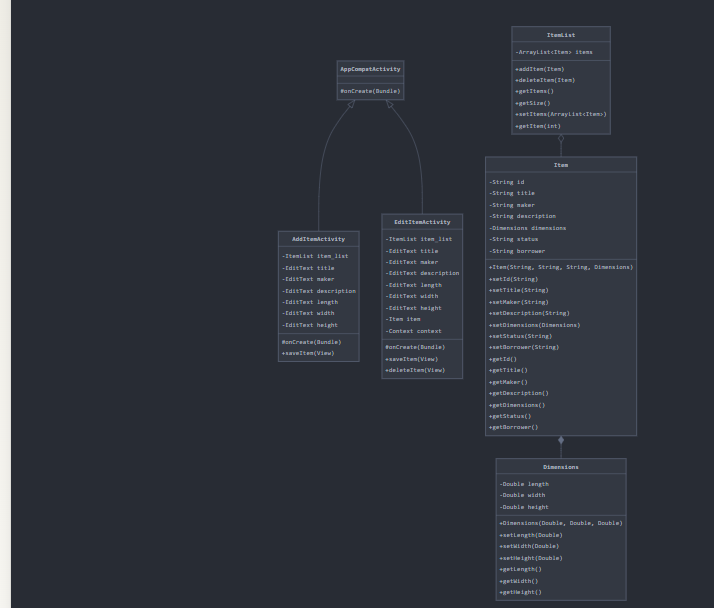 ItemList
-ArrayList<Item> items
+addItem(Item)
+deleteItem(Item)
+getItems()
+getSize()
+setItems(ArrayList<Item>)
+getItem(int)
AppCompatActivity
#onCreate(Bundle)
Item
-String id
-String title
-String maker
-String description
-Dimensions dimensions
-String status
-String borrower
+Item(String, String, String, Dimensions)
+setId(String)
+setTitle(String)
+setMaker(String)
+setDescription(String)
+setDimensions(Dimensions)
+setStatus(String)
+setBorrower(String)
+getId()
+getTitle()
+getMaker()
+getDescription()
+getDimensions()
+getStatus()
+getBorrower()
AddItemActivity
-ItemList item_list
-EditText title
-EditText maker
-EditText description
-EditText length
-EditText width
-EditText height
#onCreate(Bundle)
+saveItem(View)
EditItemActivity
-ItemList item_list
-EditText title
-EditText maker
-EditText description
-EditText length
-EditText width
-EditText height
-Item item
-Context context
#onCreate(Bundle)
+saveItem(View)
+deleteItem(View)
Dimensions
-Double length
-Double width
-Double height
+Dimensions(Double, Double, Double)
+setLength(Double)
+setWidth(Double)
+setHeight(Double)
+getLength()
+getWidth()
+getHeight()